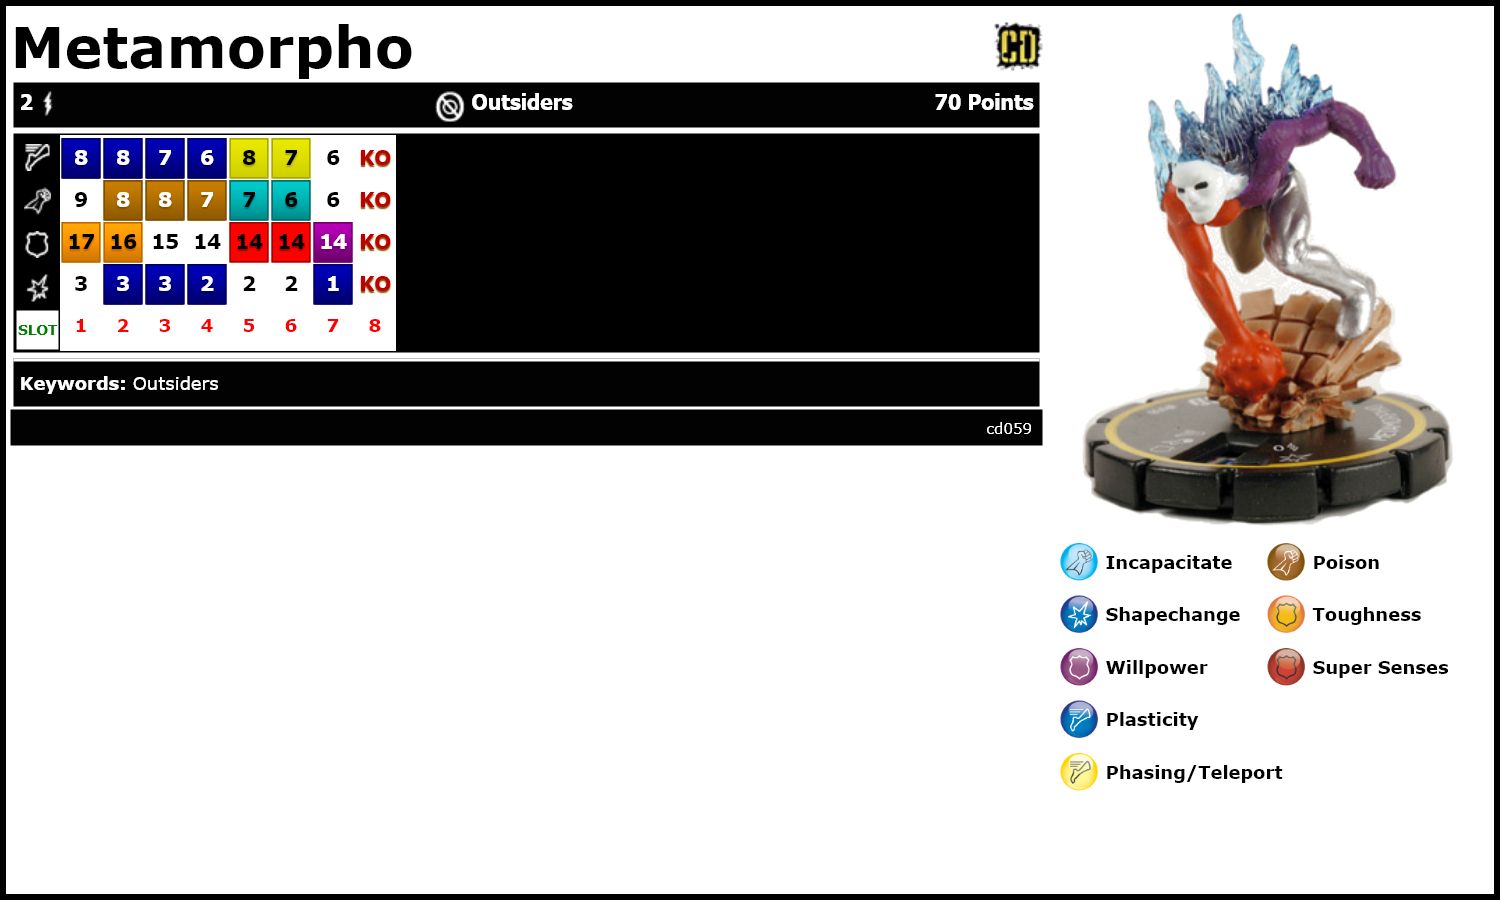 Metamorpho
CD
2 Outsiders 70 Points
8 8 7 6 8 7 6 KO
9 8 8 7 7 6 6 KO
17 16 15 14 14 14 14 KO
3 3 3 2 2 2 1 KO
SLOT 1 2 3 4 5 6 7 8
Keywords: Outsiders
cd059
Incapacitate Poison
Shapechange Toughness
Willpower Super Senses
Plasticity
Phasing/Teleport